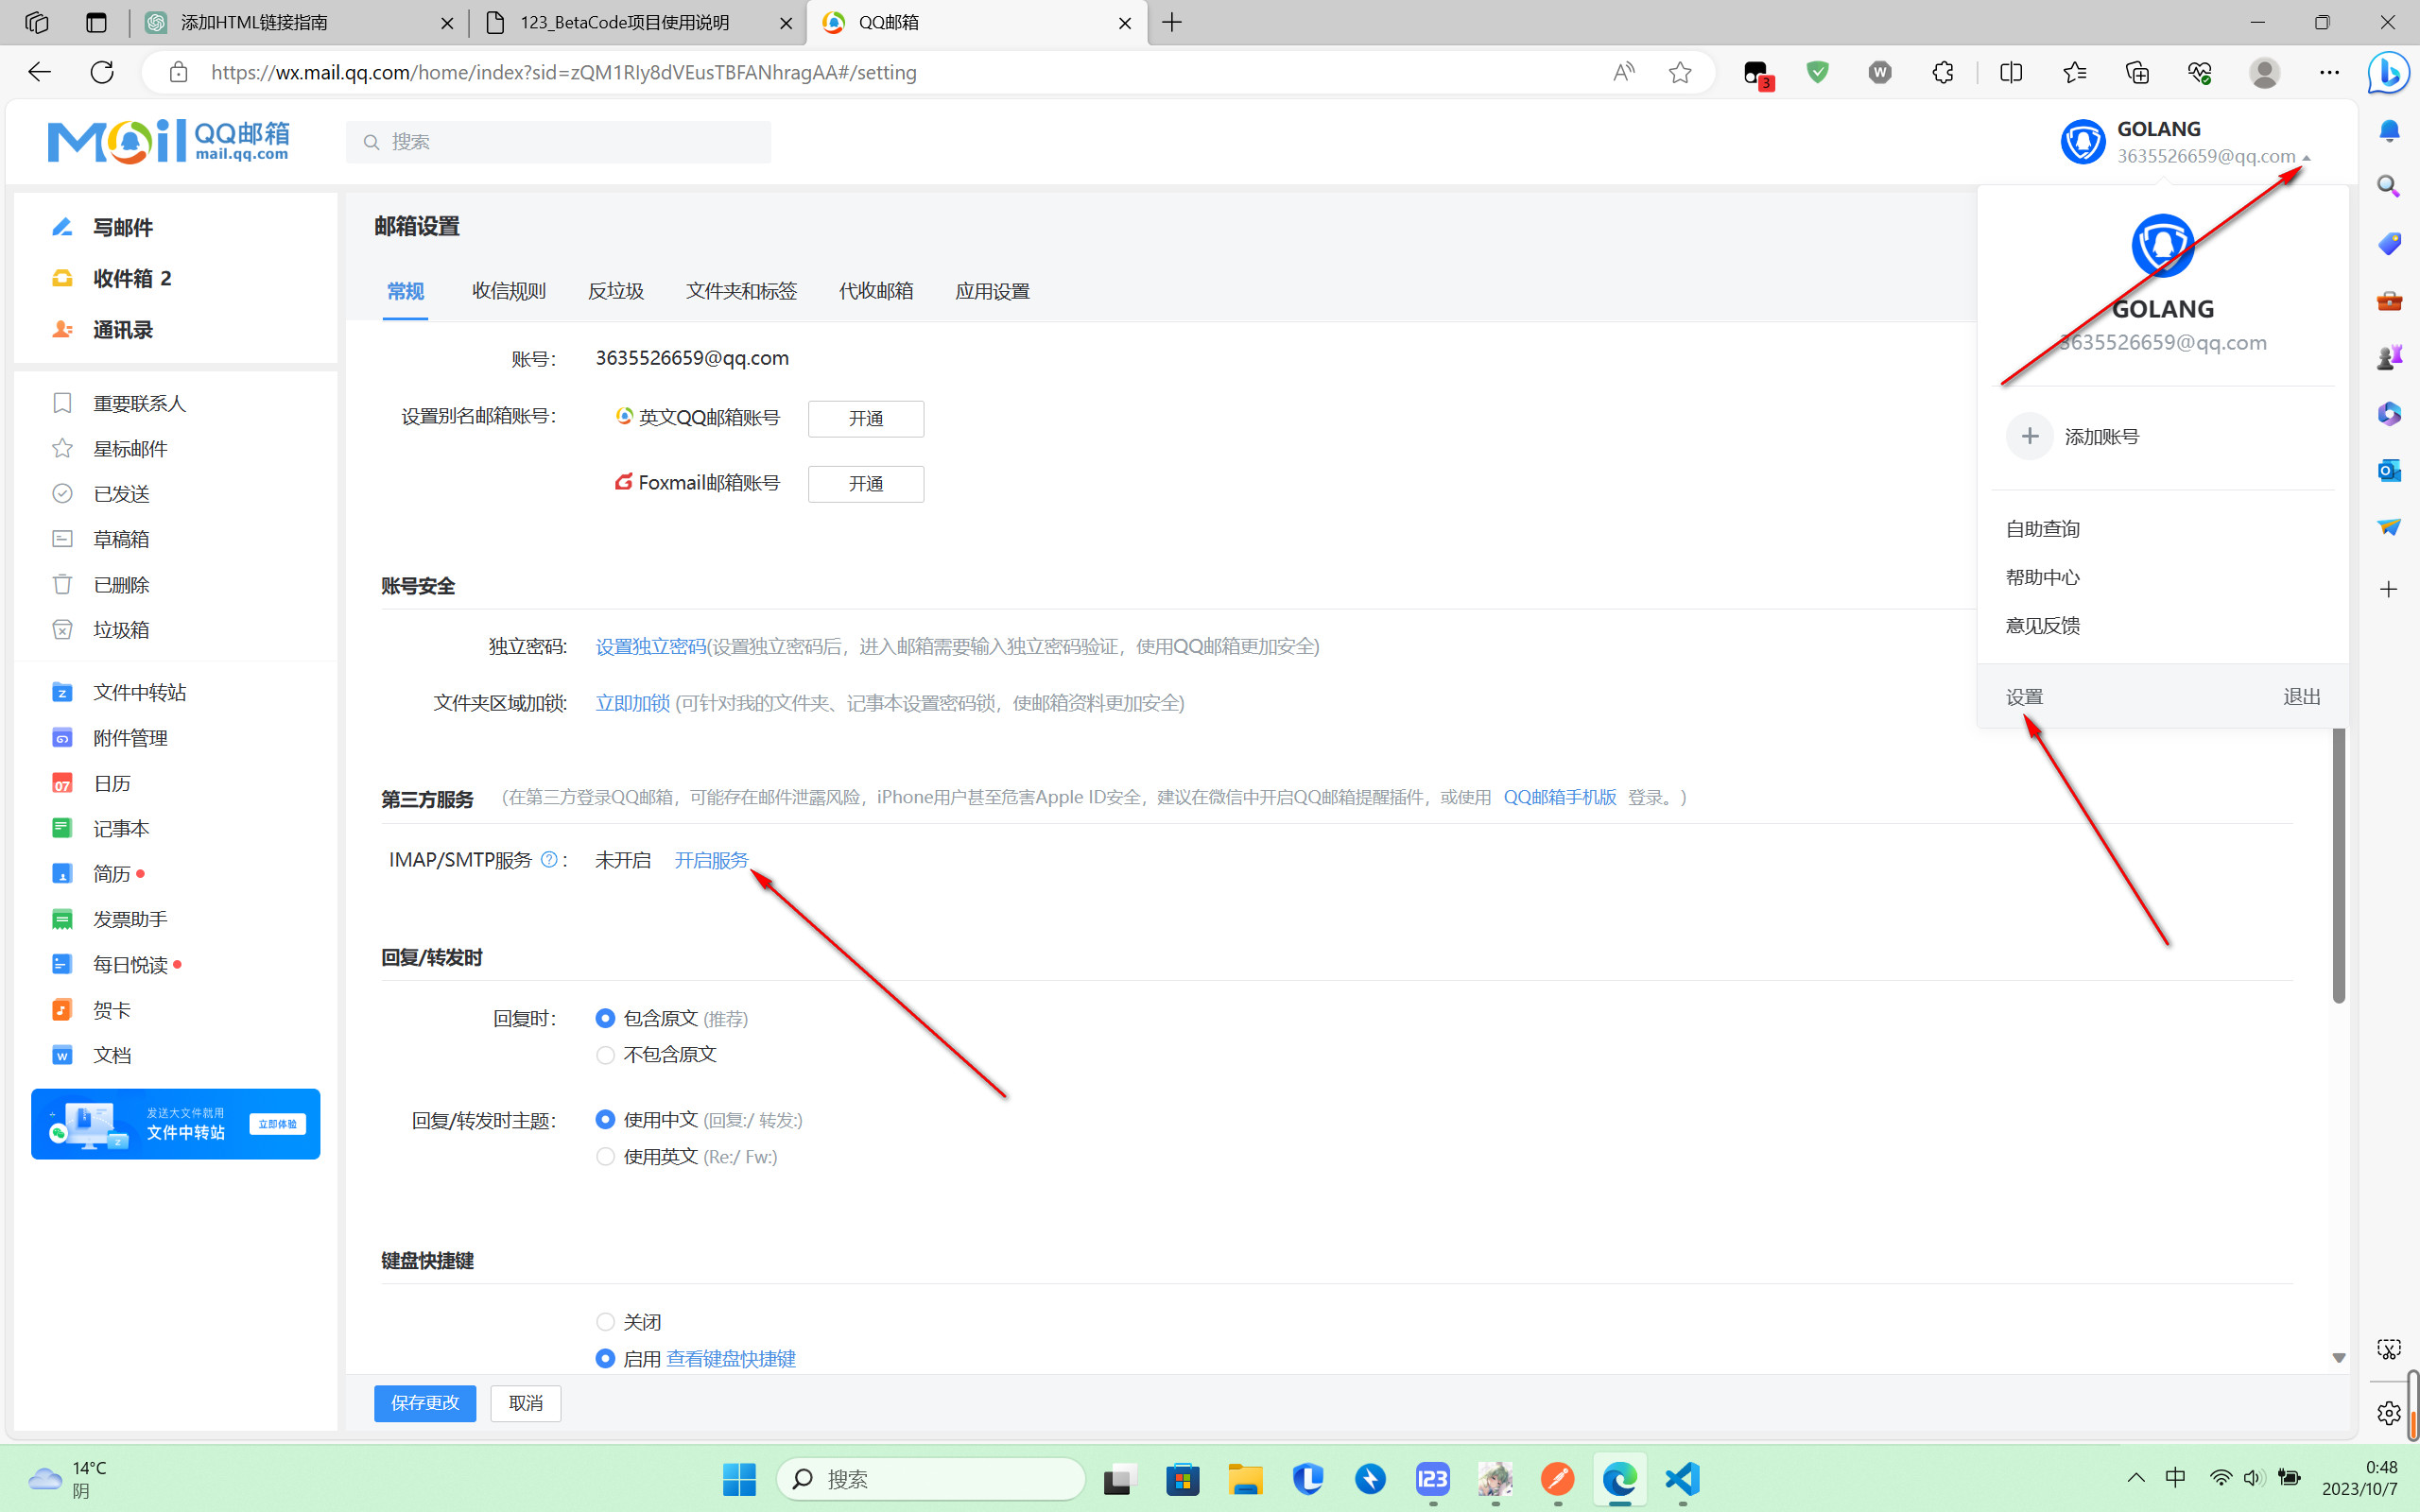 添加HTML链接指南
123_BetaCode项目使用说明
QQ邮箱
https://wx.mail.qq.com/home/index?sid=zQM1RIy8dVEusTBFANhragAA#/setting
3
W
Mail QQ邮箱
mail.qq.com
搜索
GOLANG
3635526659@qq.com
写邮件
收件箱 2
通讯录
重要联系人
星标邮件
已发送
草稿箱
已删除
垃圾箱
文件中转站
附件管理
07 日历
记事本
简历
发票助手
每日悦读
贺卡
W 文档
发送大文件就用
文件中转站
立即体验
邮箱设置
常规 收信规则 反垃圾 文件夹和标签 代收邮箱 应用设置
账号： 3635526659@qq.com
设置别名邮箱账号： 英文QQ邮箱账号 开通
Foxmail邮箱账号 开通
账号安全
独立密码: 设置独立密码(设置独立密码后，进入邮箱需要输入独立密码验证，使用QQ邮箱更加安全)
文件夹区域加锁: 立即加锁 (可针对我的文件夹、记事本设置密码锁，使邮箱资料更加安全)
第三方服务 （在第三方登录QQ邮箱，可能存在邮件泄露风险，iPhone用户甚至危害Apple ID安全，建议在微信中开启QQ邮箱提醒插件，或使用 QQ邮箱手机版 登录。）
IMAP/SMTP服务 ?： 未开启 开启服务
回复/转发时
回复时： 包含原文 (推荐)
不包含原文
回复/转发时主题： 使用中文 (回复:/ 转发:)
使用英文 (Re:/ Fw:)
键盘快捷键
关闭
启用 查看键盘快捷键
保存更改 取消
GOLANG
3635526659@qq.com
添加账号
自助查询
帮助中心
意见反馈
设置 退出
14°C
阴
搜索
123
中
0:48
2023/10/7